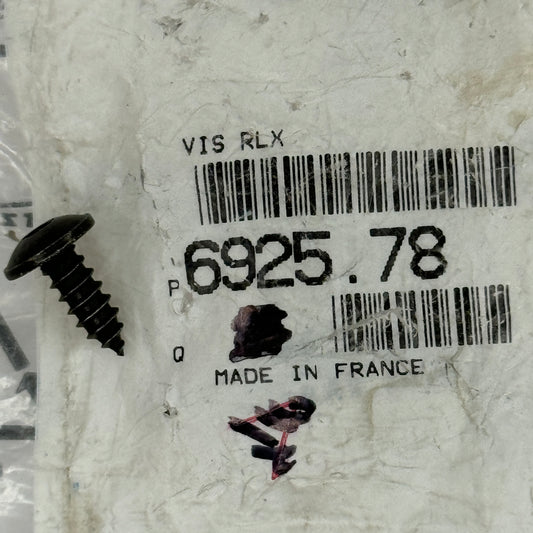 VIS RLX
P 6925.78
Q
MADE IN FRANCE